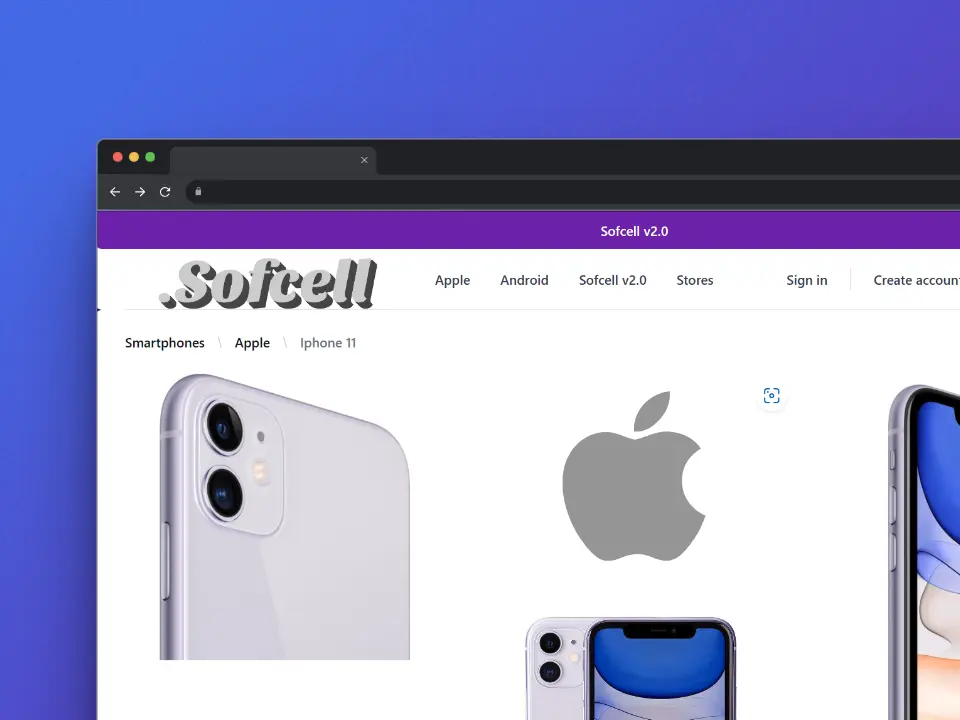 Sofcell v2.0
.Sofcell
Apple Android Sofcell v2.0 Stores Sign in Create account
Smartphones \ Apple \ Iphone 11